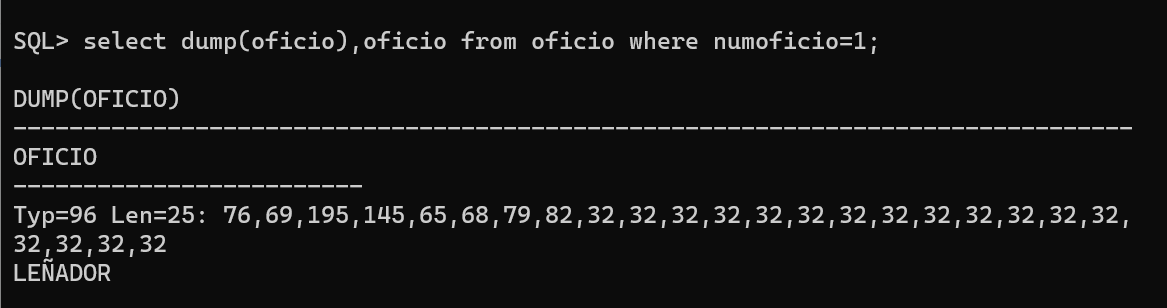 SQL> select dump(oficio),oficio from oficio where numoficio=1;
DUMP(OFICIO)
--------------------------------------------------------------------------------
OFICIO
-------------------------
Typ=96 Len=25: 76,69,195,145,65,68,79,82,32,32,32,32,32,32,32,32,32,32,32,32,32,
32,32,32,32
LEÑADOR